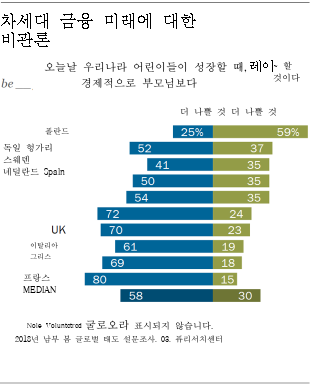 차세대 금융 미래에 대한
비관론
오늘날 우리나라 어린이들이 성장할 때, 할
be 경제적으로 부모님보다 것이다
더 나쁠 것 더 나쁠 것
폴란드 25% 59%
독일 헝가리 52 37
스웨덴 41 35
네덜란드 Spain 50 35
54 35
72 24
UK 70 23
이탈리아 61 19
그리스 69 18
프랑스 80 15
MEDIAN 58 30
Note Volunteered 굴로오라 표시되지 않습니다.
2018년 남부 봄 글로벌 태도 설문조사. 03. 퓨리서치센터